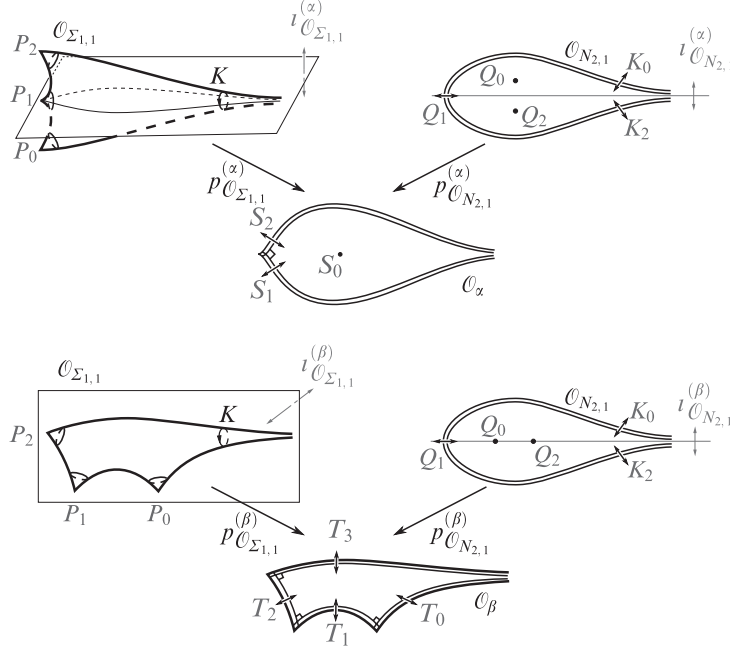 P₂ 𝒪_{Σ₁,₁} ι^{(α)}_{𝒪_{Σ₁,₁}}
P₁ K
P₀
𝒪_{N₂,₁} K₀ ι^{(α)}_{𝒪_{N₂,₁}}
Q₀
Q₁ Q₂ K₂
p^{(α)}_{𝒪_{Σ₁,₁}} p^{(α)}_{𝒪_{N₂,₁}}
S₂
S₀
S₁ 𝒪_α
𝒪_{Σ₁,₁} ι^{(β)}_{𝒪_{Σ₁,₁}}
P₂ K
P₁ P₀
𝒪_{N₂,₁} K₀ ι^{(β)}_{𝒪_{N₂,₁}}
Q₀
Q₁ Q₂ K₂
p^{(β)}_{𝒪_{Σ₁,₁}} p^{(β)}_{𝒪_{N₂,₁}}
T₃
T₂ T₀ 𝒪_β
T₁